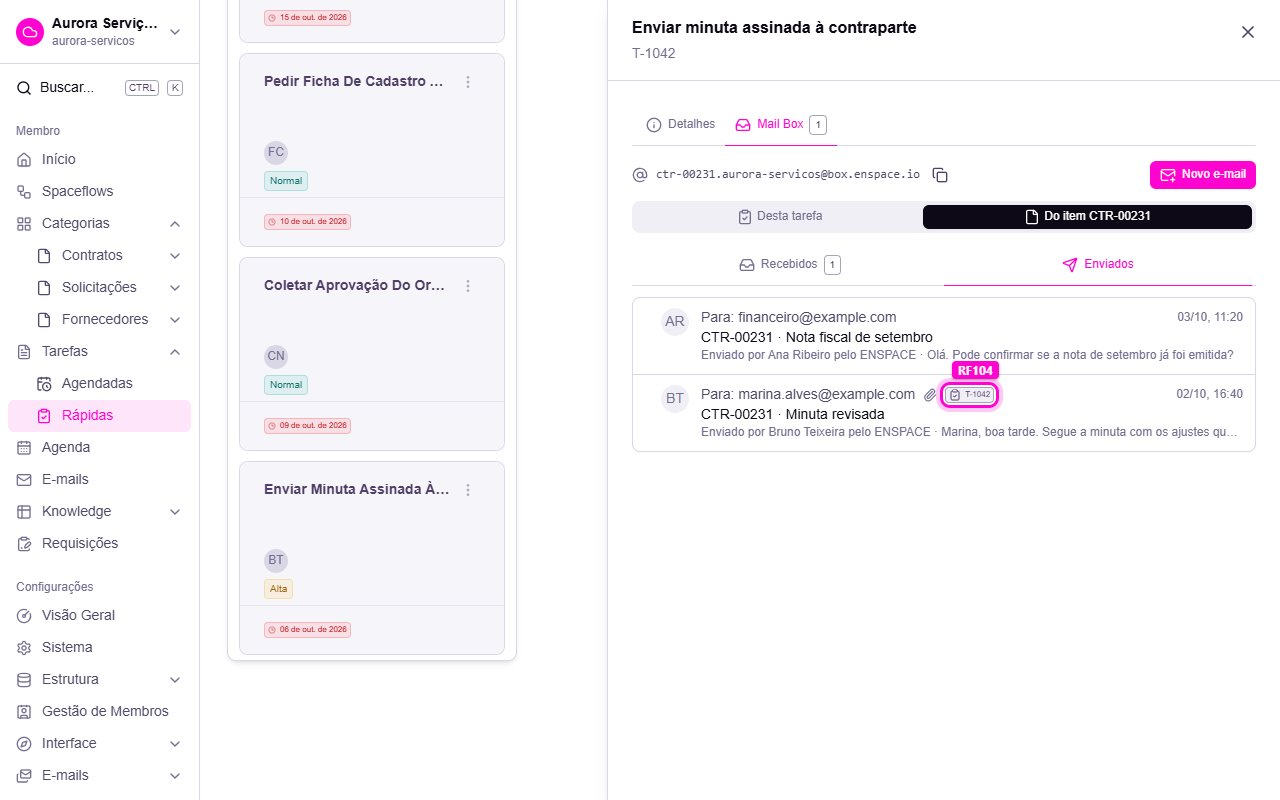 Aurora Serviç...
aurora-servicos
Buscar...
CTRL
K
Membro
Início
Spaceflows
Categorias
Contratos
Solicitações
Fornecedores
Tarefas
Agendadas
Rápidas
Agenda
E-mails
Knowledge
Requisições
Configurações
Visão Geral
Sistema
Estrutura
Gestão de Membros
Interface
E-mails
15 de out. de 2026
Pedir Ficha De Cadastro ...
FC
Normal
10 de out. de 2026
Coletar Aprovação Do Or...
CN
Normal
09 de out. de 2026
Enviar Minuta Assinada À...
BT
Alta
06 de out. de 2026
Enviar minuta assinada à contraparte
T-1042
Detalhes
Mail Box
1
ctr-00231.aurora-servicos@box.enspace.io
Novo e-mail
Desta tarefa
Do item CTR-00231
Recebidos
1
Enviados
AR
Para: financeiro@example.com
03/10, 11:20
CTR-00231 · Nota fiscal de setembro
Enviado por Ana Ribeiro pelo ENSPACE · Olá. Pode confirmar se a nota de setembro já foi emitida?
RF104
BT
Para: marina.alves@example.com
T-1042
02/10, 16:40
CTR-00231 · Minuta revisada
Enviado por Bruno Teixeira pelo ENSPACE · Marina, boa tarde. Segue a minuta com os ajustes qu...